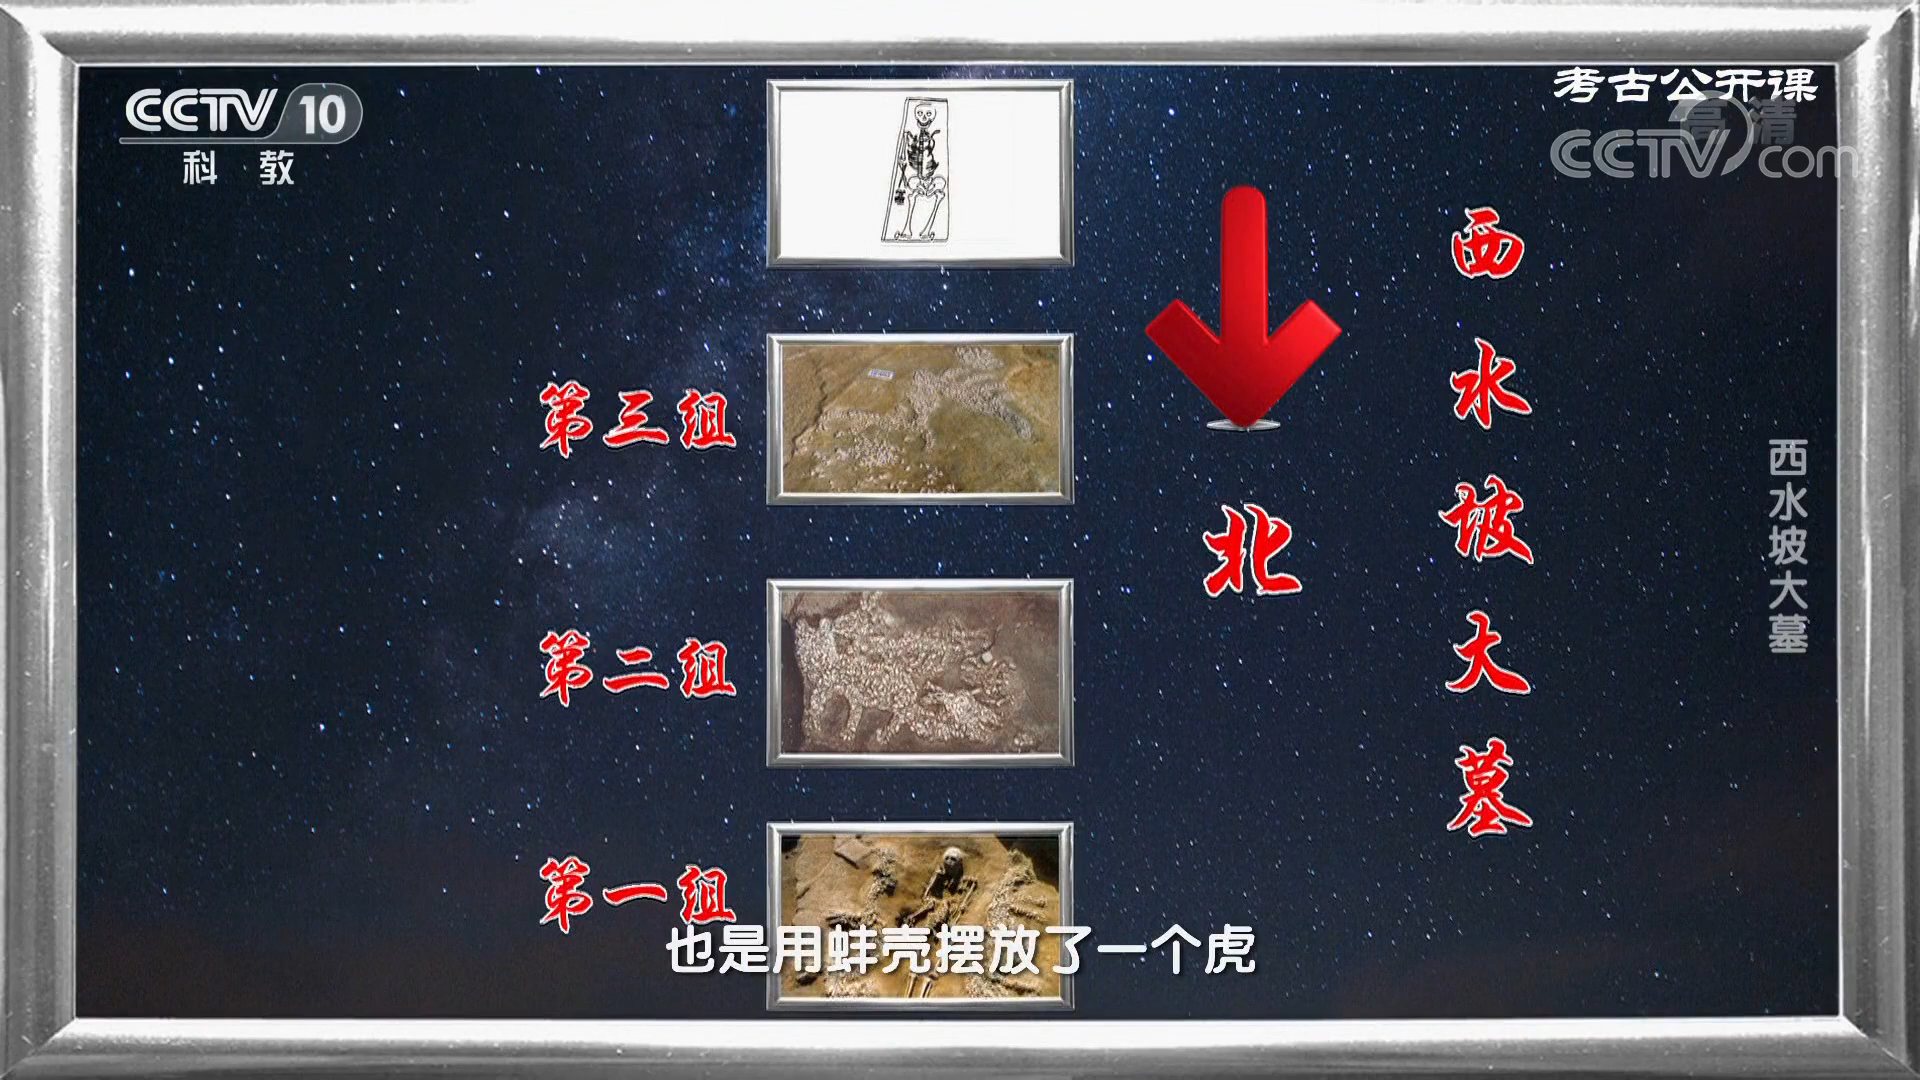 CCTV 10
科 教
考古公开课
高清
CCTV com
西水坡大墓
北
第三组
第二组
第一组
西水坡大墓
也是用蚌壳摆放了一个虎